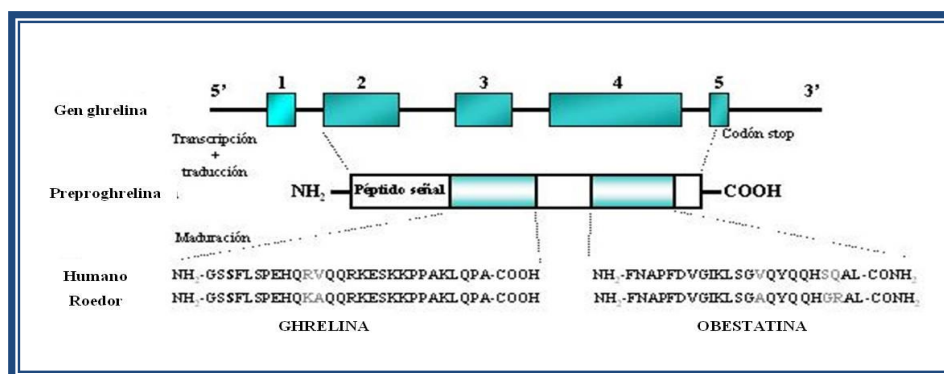 5’ 1 2 3 4 5 3’
Gen ghrelina
Transcripción
+
traducción
Codón stop
Preproghrelina
NH2 Péptido señal COOH
Maduración
Humano NH2-GSSFLSPEHQRVQQRKESKKPPAKLQPA-COOH NH2-FNAPFDVGIKLSGVQYQQHSQAL-CONH2
Roedor NH2-GSSFLSPEHQKAQQRKESKKPPAKLQPA-COOH NH2-FNAPFDVGIKLSGAQYQQHGRAL-CONH2
GHRELINA OBESTATINA